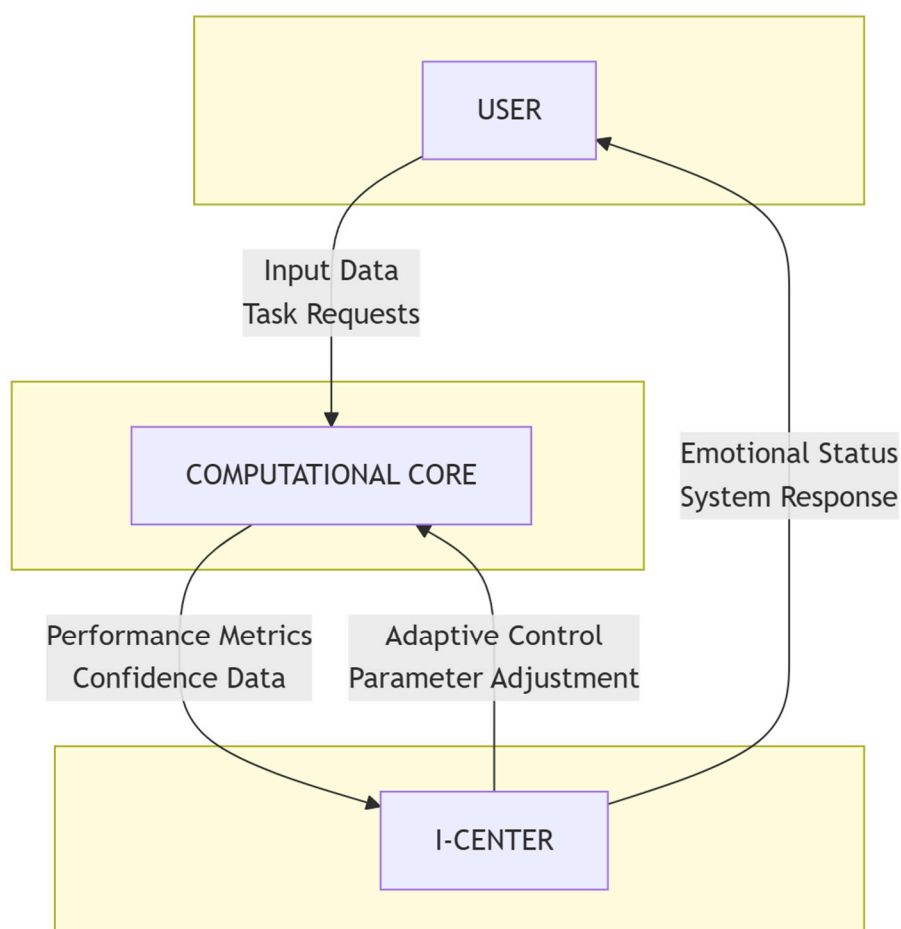 USER
Input Data
Task Requests
COMPUTATIONAL CORE
Emotional Status
System Response
Performance Metrics
Confidence Data
Adaptive Control
Parameter Adjustment
I-CENTER